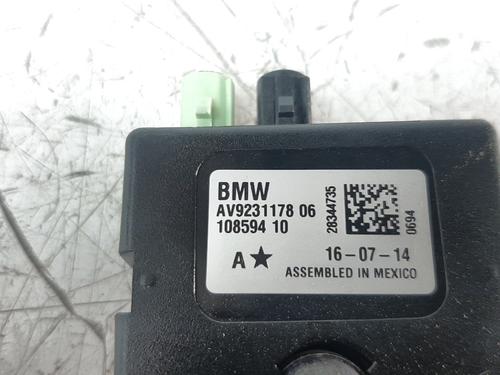 BMW
AV9231178 06
108594 10
A★
16-07-14
ASSEMBLED IN MEXICO
28344735
0694